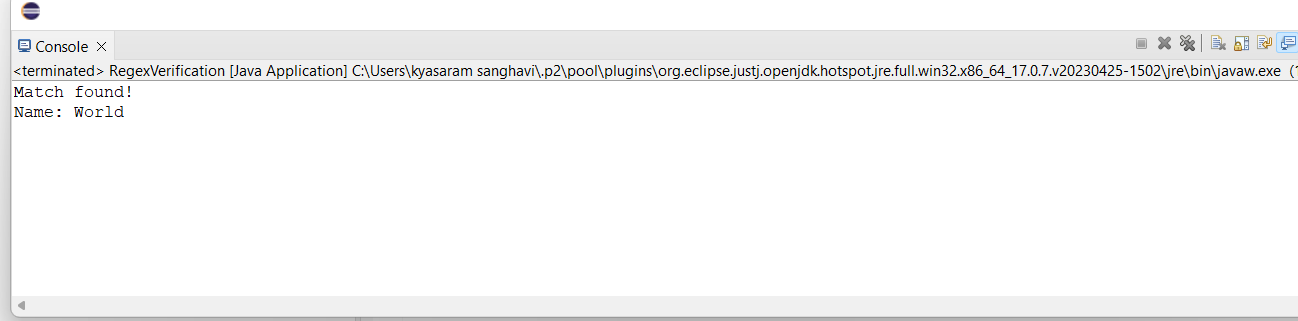 Console
<terminated> RegexVerification [Java Application] C:\Users\kyasaram sanghavi\.p2\pool\plugins\org.eclipse.justj.openjdk.hotspot.jre.full.win32.x86_64_17.0.7.v20230425-1502\jre\bin\javaw.exe
Match found!
Name: World